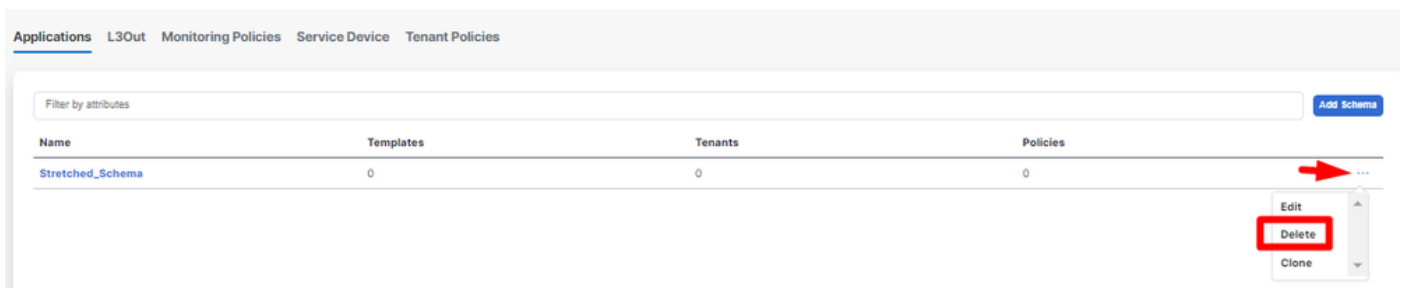 Applications L3Out Monitoring Policies Service Device Tenant Policies
Filter by attributes Add Schema
Name Templates Tenants Policies
Stretched_Schema 0 0 0 ...
Edit
Delete
Clone